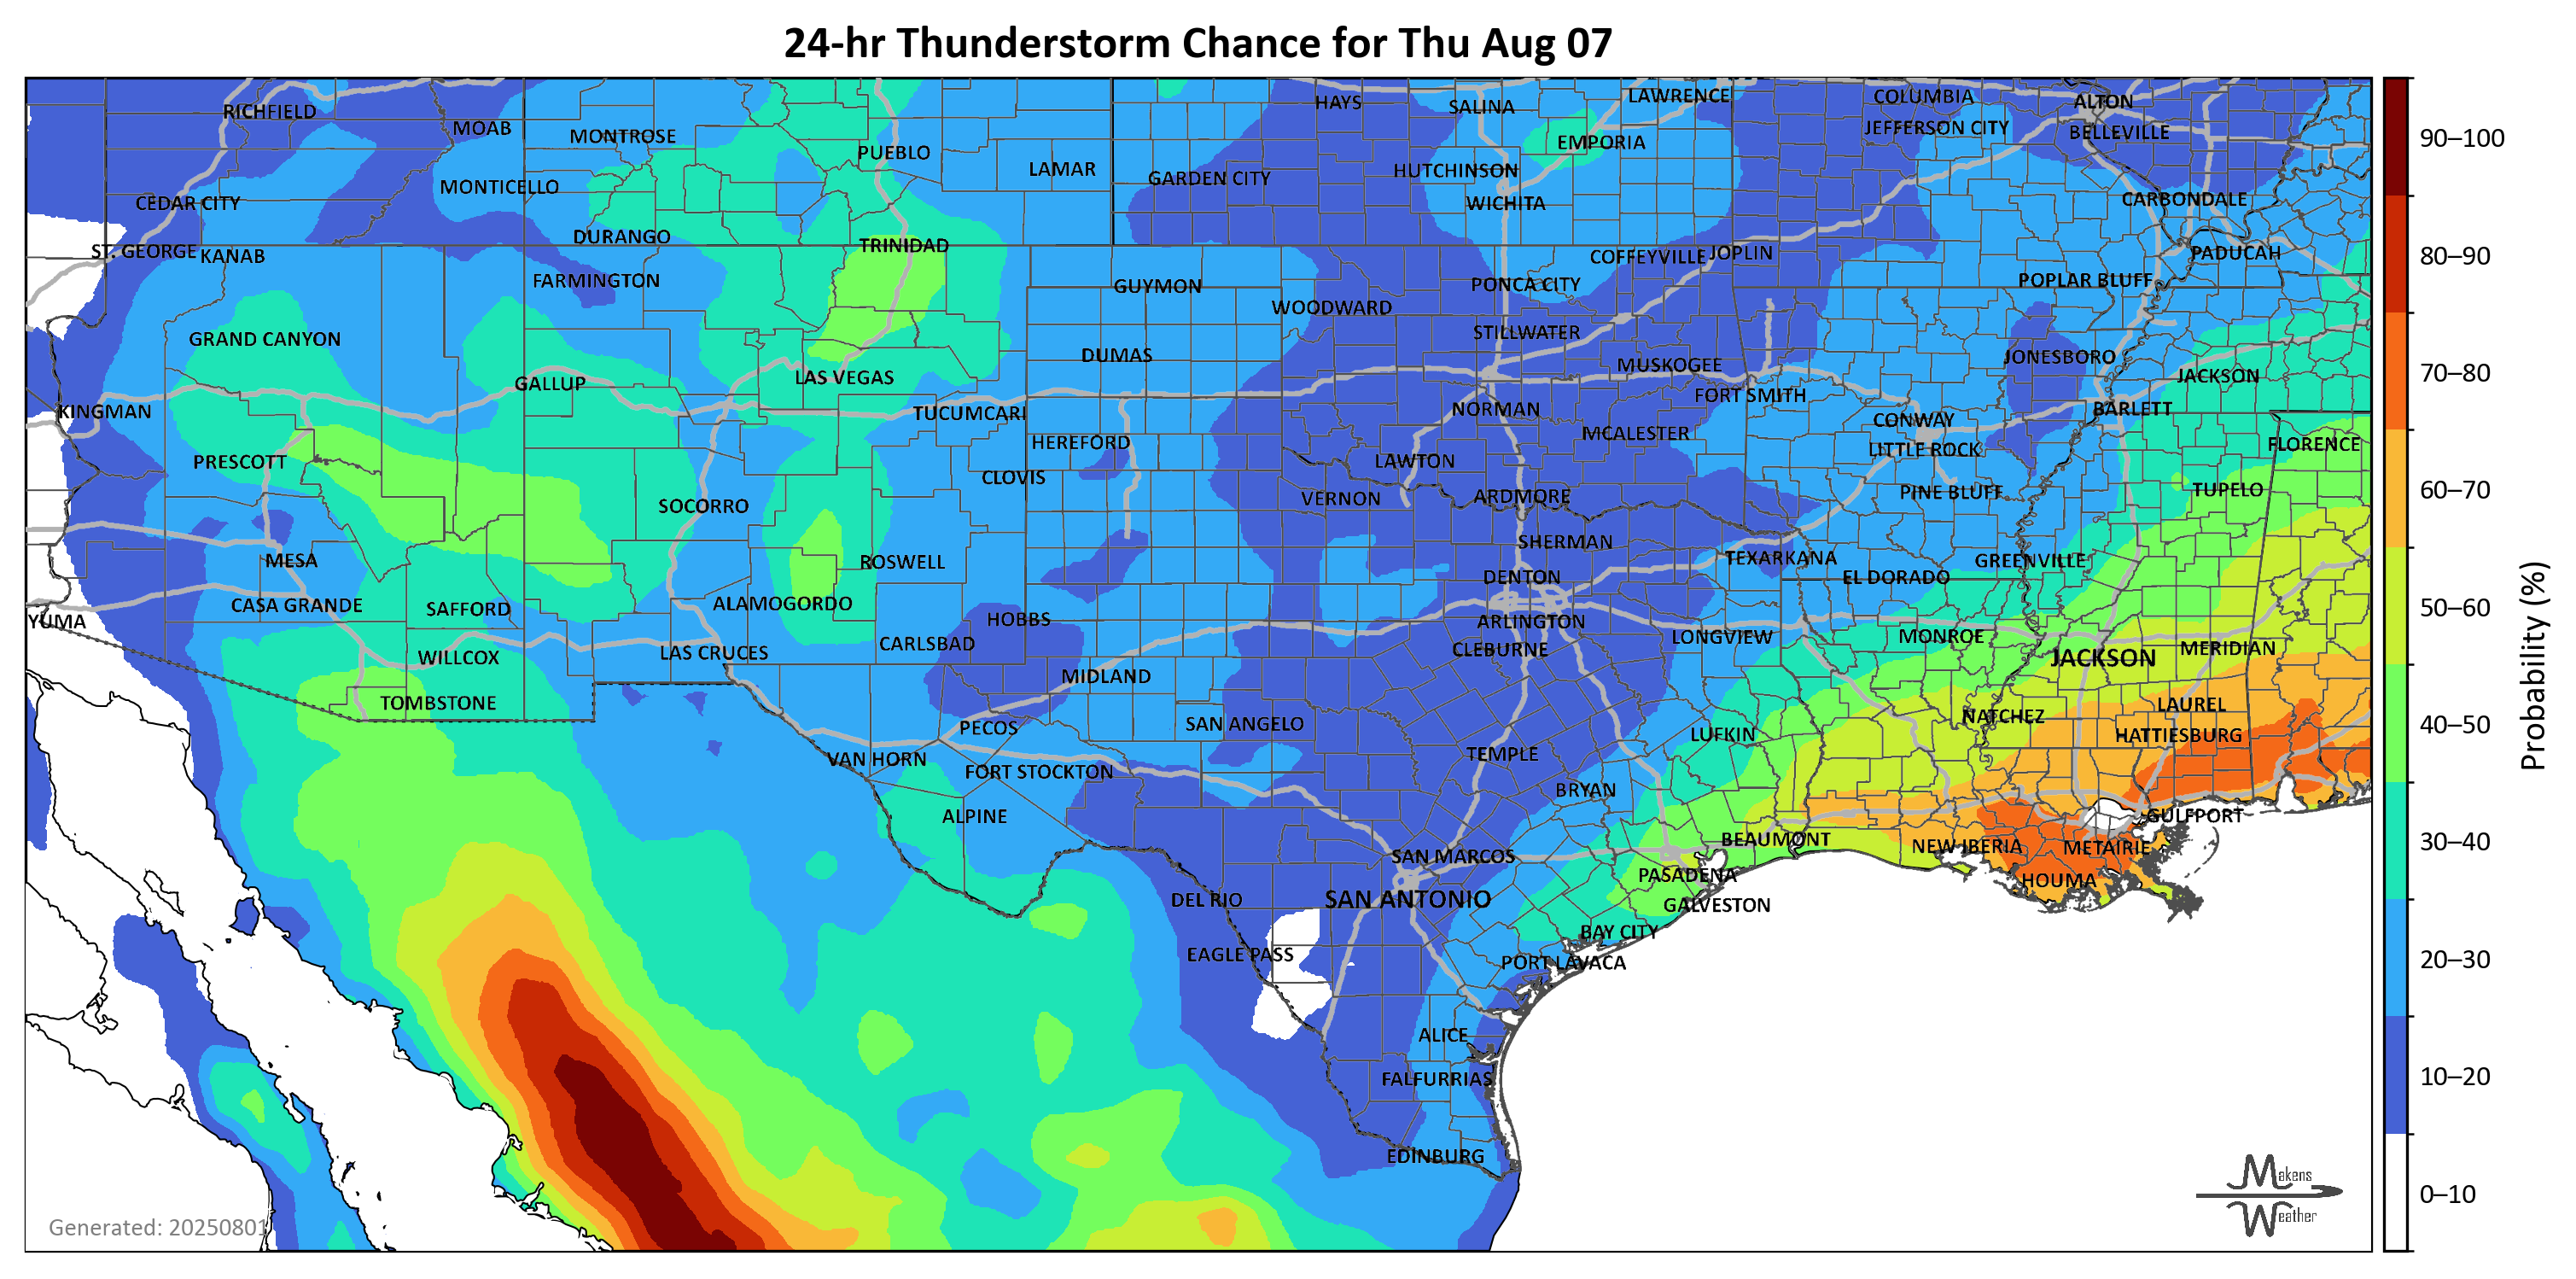 24-hr Thunderstorm Chance for Thu Aug 07
RICHFIELD
MOAB
MONTROSE
PUEBLO
LAMAR
HAYS
SALINA
LAWRENCE
COLUMBIA
ALTON
JEFFERSON CITY
BELLEVILLE
EMPORIA
HUTCHINSON
GARDEN CITY
CEDAR CITY
MONTICELLO
WICHITA
CARBONDALE
DURANGO
TRINIDAD
ST. GEORGE
KANAB
FARMINGTON
GUYMON
COFFEYVILLE
JOPLIN
PADUCAH
PONCA CITY
POPLAR BLUFF
WOODWARD
STILLWATER
GRAND CANYON
DUMAS
MUSKOGEE
JONESBORO
JACKSON
GALLUP
LAS VEGAS
FORT SMITH
KINGMAN
TUCUMCARI
NORMAN
CONWAY
BARLETT
HEREFORD
MCALESTER
LITTLE ROCK
FLORENCE
PRESCOTT
CLOVIS
LAWTON
VERNON
ARDMORE
PINE BLUFF
TUPELO
SOCORRO
SHERMAN
MESA
ROSWELL
TEXARKANA
GREENVILLE
DENTON
EL DORADO
CASA GRANDE
SAFFORD
ALAMOGORDO
HOBBS
ARLINGTON
YUMA
WILLCOX
LAS CRUCES
CARLSBAD
CLEBURNE
LONGVIEW
MONROE
JACKSON
MERIDIAN
MIDLAND
TOMBSTONE
PECOS
SAN ANGELO
LUFKIN
NATCHEZ
LAUREL
HATTIESBURG
VAN HORN
FORT STOCKTON
TEMPLE
BRYAN
ALPINE
GULFPORT
SAN MARCOS
BEAUMONT
NEW IBERIA
METAIRIE
PASADENA
HOUMA
DEL RIO
SAN ANTONIO
GALVESTON
BAY CITY
EAGLE PASS
PORT LAVACA
ALICE
FALFURRIAS
EDINBURG
Generated: 20250801
Makens
Weather
90–100
80–90
70–80
60–70
50–60
40–50
30–40
20–30
10–20
0–10
Probability (%)